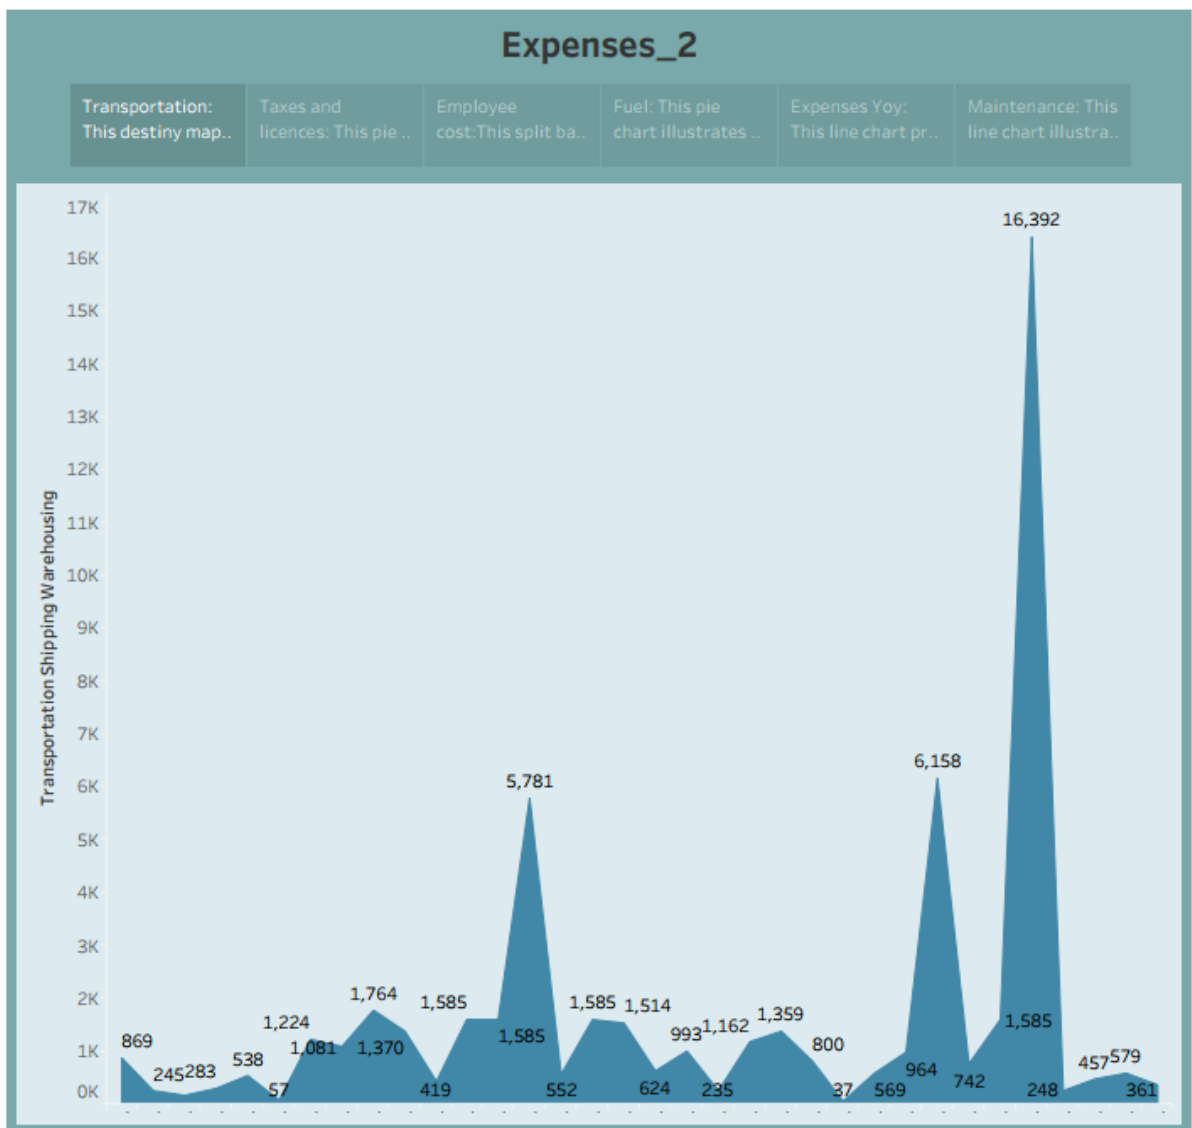 Expenses_2
Transportation:
This destiny map..
Taxes and
licences: This pie ..
Employee
cost:This split ba..
Fuel: This pie
chart illustrates ..
Expenses Yoy:
This line chart pr..
Maintenance: This
line chart illustra..
Transportation Shipping Warehousing
17K
16K
15K
14K
13K
12K
11K
10K
9K
8K
7K
6K
5K
4K
3K
2K
1K
0K
869
245
283
538
57
1,224
1,081
1,764
1,370
419
1,585
1,585
5,781
552
1,585
1,514
624
993
235
1,162
1,359
800
37
569
964
6,158
742
1,585
16,392
248
457
579
361